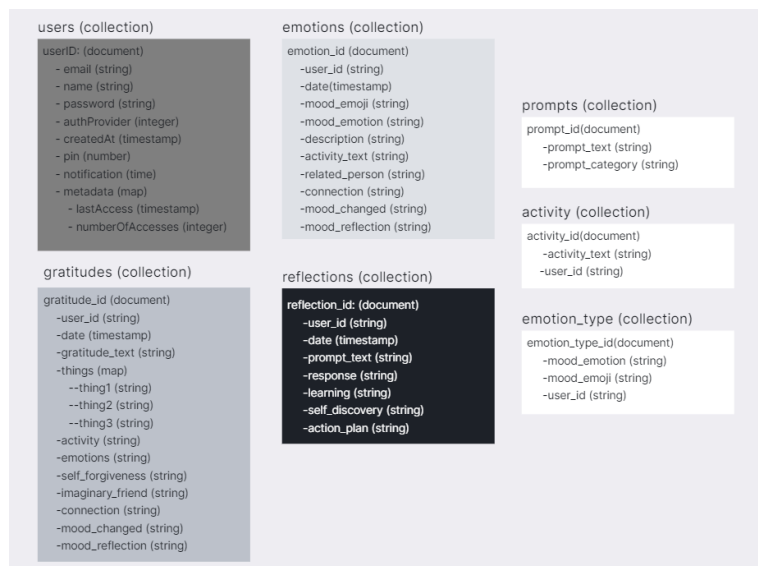 users (collection)
userID: (document)
- email (string)
- name (string)
- password (string)
- authProvider (integer)
- createdAt (timestamp)
- pin (number)
- notification (time)
- metadata (map)
- lastAccess (timestamp)
- numberOfAccesses (integer)
gratitudes (collection)
gratitude_id (document)
-user_id (string)
-date (timestamp)
-gratitude_text (string)
-things (map)
--thing1 (string)
--thing2 (string)
--thing3 (string)
-activity (string)
-emotions (string)
-self_forgiveness (string)
-imaginary_friend (string)
-connection (string)
-mood_changed (string)
-mood_reflection (string)
emotions (collection)
emotion_id (document)
-user_id (string)
-date(timestamp)
-mood_emoji (string)
-mood_emotion (string)
-description (string)
-activity_text (string)
-related_person (string)
-connection (string)
-mood_changed (string)
-mood_reflection (string)
reflections (collection)
reflection_id: (document)
-user_id (string)
-date (timestamp)
-prompt_text (string)
-response (string)
-learning (string)
-self_discovery (string)
-action_plan (string)
prompts (collection)
prompt_id(document)
-prompt_text (string)
-prompt_category (string)
activity (collection)
activity_id(document)
-activity_text (string)
-user_id (string)
emotion_type (collection)
emotion_type_id(document)
-mood_emotion (string)
-mood_emoji (string)
-user_id (string)